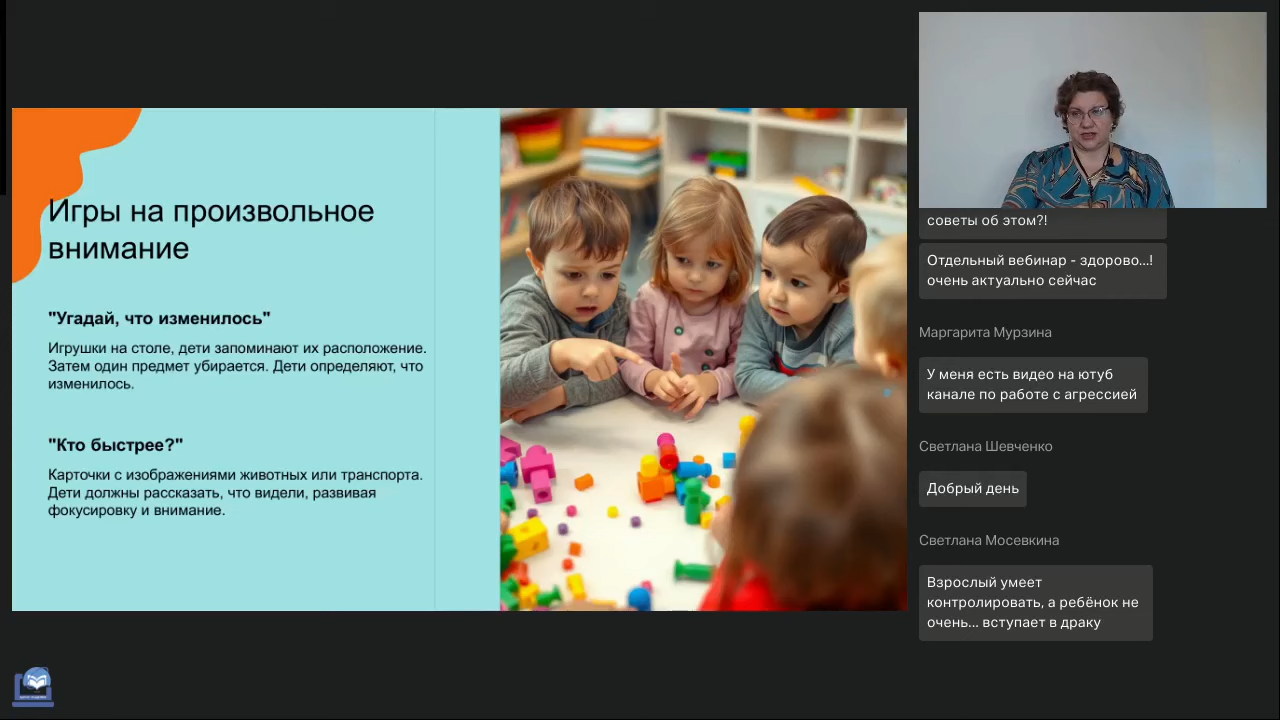 Игры на произвольное
внимание
"Угадай, что изменилось"
Игрушки на столе, дети запоминают их расположение.
Затем один предмет убирается. Дети определяют, что
изменилось.
"Кто быстрее?"
Карточки с изображениями животных или транспорта.
Дети должны рассказать, что видели, развивая
фокусировку и внимание.
советы об этом?!
Отдельный вебинар - здорово...!
очень актуально сейчас
Маргарита Мурзина
У меня есть видео на ютуб
канале по работе с агрессией
Светлана Шевченко
Добрый день
Светлана Мосевкина
Взрослый умеет
контролировать, а ребёнок не
очень... вступает в драку